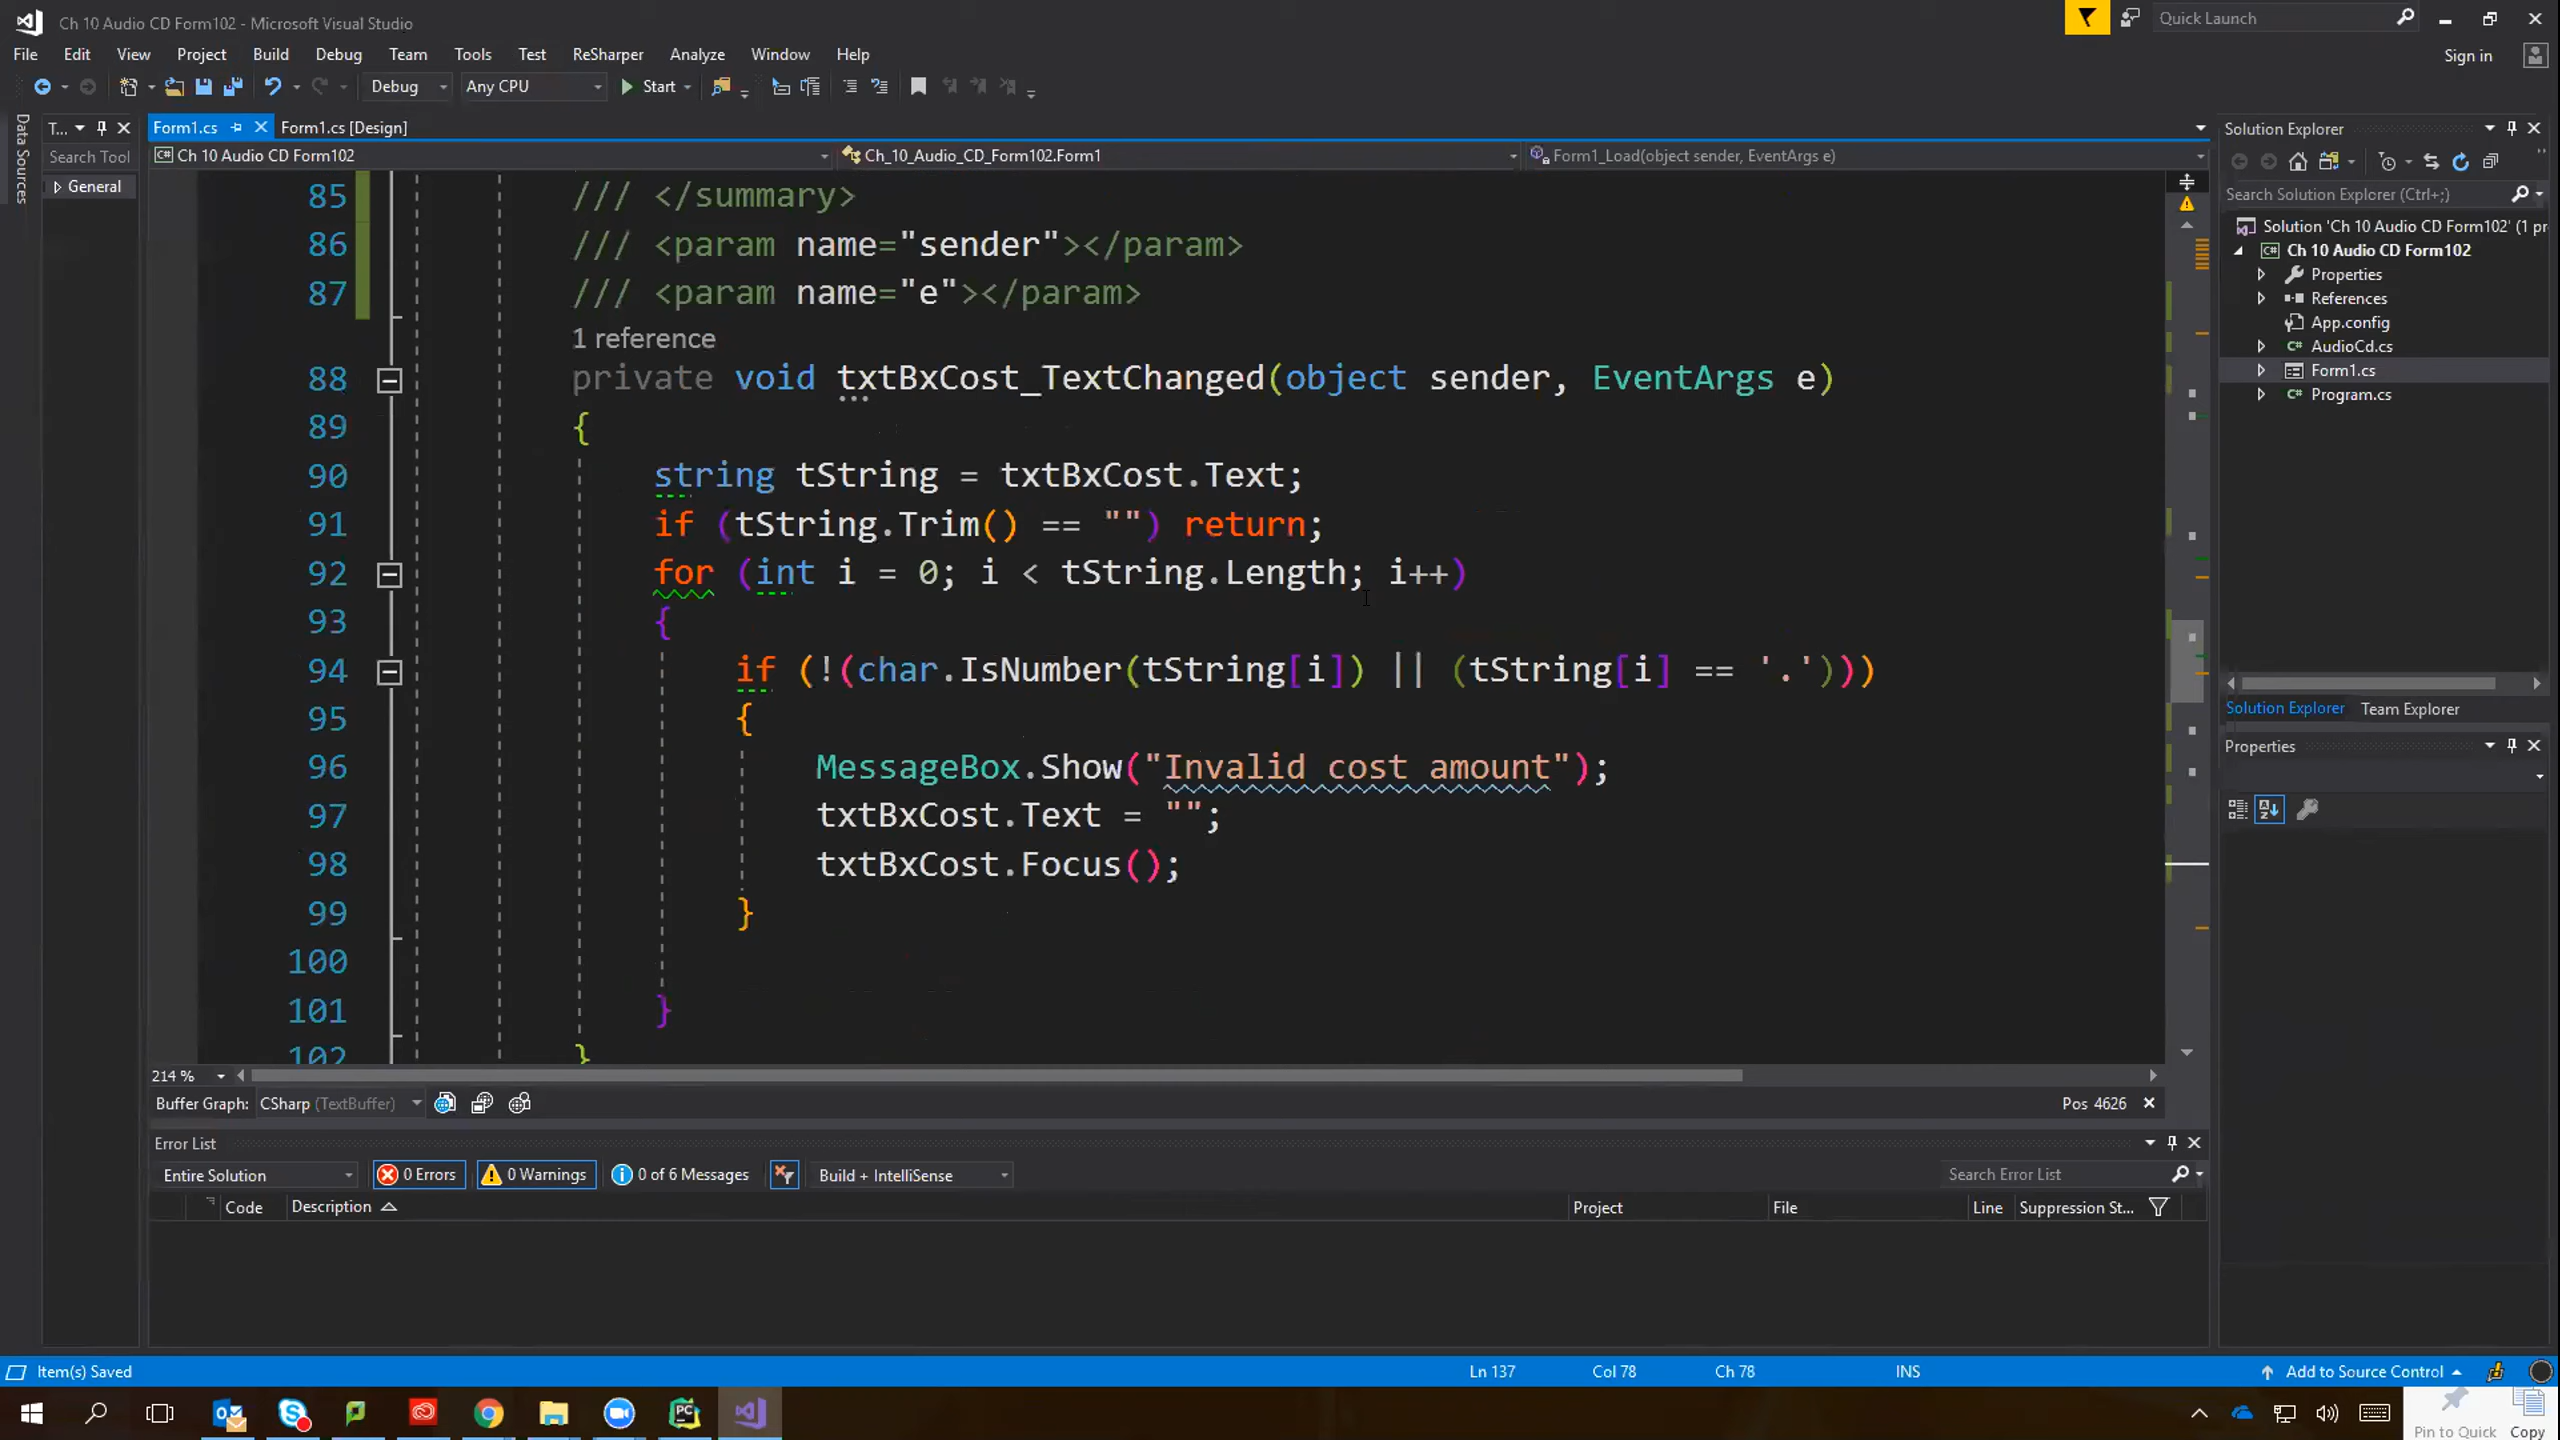 Ch 10 Audio CD Form102 - Microsoft Visual Studio
Quick Launch
File Edit View Project Build Debug Team Tools Test ReSharper Analyze Window Help
Sign in
Debug Any CPU Start
Data Sources
T...
Search Tool
General
Form1.cs Form1.cs [Design]
Ch 10 Audio CD Form102 Ch_10_Audio_CD_Form102.Form1 Form1_Load(object sender, EventArgs e)
85 /// </summary>
86 /// <param name="sender"></param>
87 /// <param name="e"></param>
1 reference
88 private void txtBxCost_TextChanged(object sender, EventArgs e)
89 {
90 string tString = txtBxCost.Text;
91 if (tString.Trim() == "") return;
92 for (int i = 0; i < tString.Length; i++)
93 {
94 if (!(char.IsNumber(tString[i]) || (tString[i] == '.')))
95 {
96 MessageBox.Show("Invalid cost amount");
97 txtBxCost.Text = "";
98 txtBxCost.Focus();
99 }
100
101 }
102 }
214 %
Buffer Graph: CSharp (TextBuffer) Pos 4626
Error List
Entire Solution 0 Errors 0 Warnings 0 of 6 Messages Build + IntelliSense Search Error List
Code Description Project File Line Suppression St...
Solution Explorer
Search Solution Explorer (Ctrl+;)
Solution 'Ch 10 Audio CD Form102' (1 pr
Ch 10 Audio CD Form102
Properties
References
App.config
AudioCd.cs
Form1.cs
Program.cs
Solution Explorer Team Explorer
Properties
Item(s) Saved Ln 137 Col 78 Ch 78 INS Add to Source Control
Pin to Quick Copy